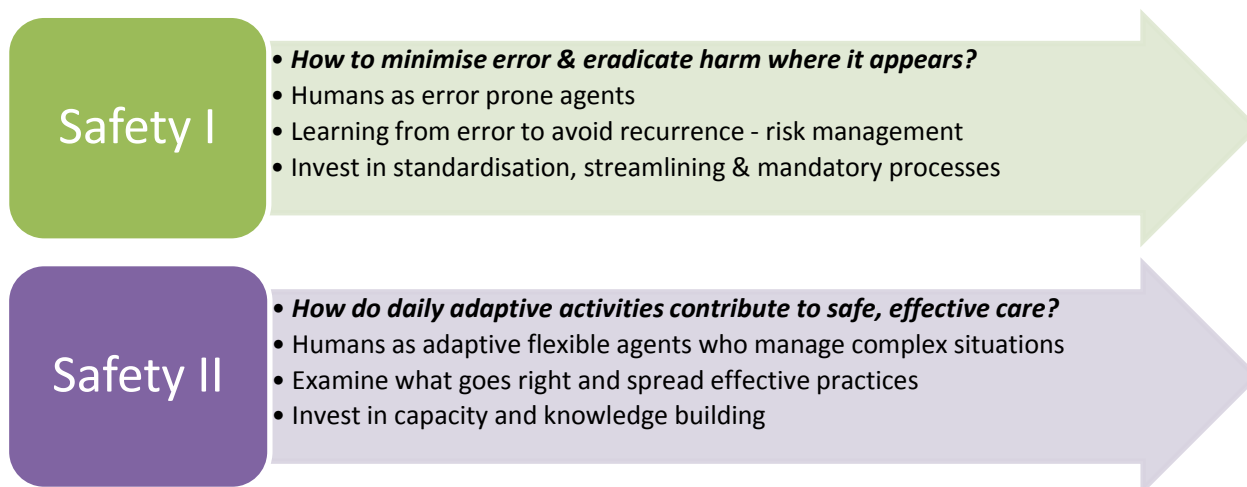 Safety I
• How to minimise error & eradicate harm where it appears?
• Humans as error prone agents
• Learning from error to avoid recurrence - risk management
• Invest in standardisation, streamlining & mandatory processes
Safety II
• How do daily adaptive activities contribute to safe, effective care?
• Humans as adaptive flexible agents who manage complex situations
• Examine what goes right and spread effective practices
• Invest in capacity and knowledge building